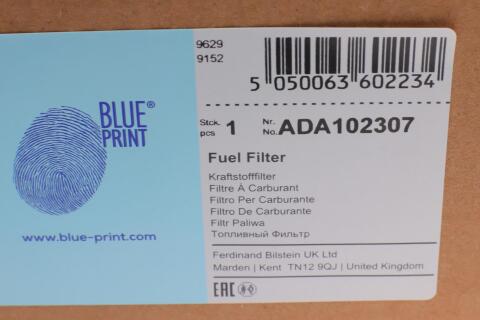 BLUE®
PRINT
www.blue-print.com
9629
9152
5 050063 602234
Stck.
pcs 1 Nr.
No. ADA102307
Fuel Filter
Kraftstofffilter
Filtre À Carburant
Filtro Per Carburante
Filtro De Carburante
Filtr Paliwa
Топливный Фильтр
Ferdinand Bilstein UK Ltd
Marden | Kent TN12 9QJ | United Kingdom
EAC